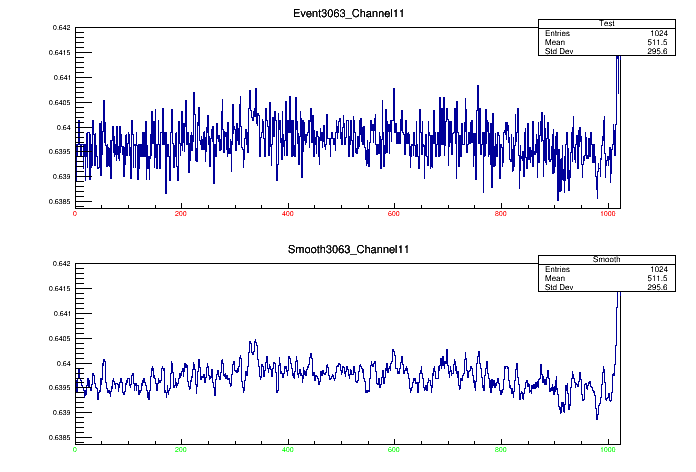 Event3063_Channel11
Test
Entries 1024
Mean 511.5
Std Dev 295.6
0.642
0.6415
0.641
0.6405
0.64
0.6395
0.639
0.6385
0 200 400 600 800 1000
Smooth3063_Channel11
Smooth
Entries 1024
Mean 511.5
Std Dev 295.6
0.642
0.6415
0.641
0.6405
0.64
0.6395
0.639
0.6385
0 200 400 600 800 1000